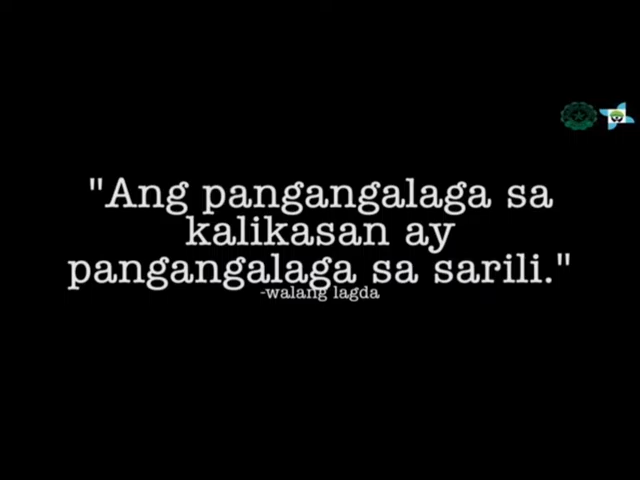 "Ang pangangalaga sa
kalikasan ay
pangangalaga sa sarili."
-walang lagda